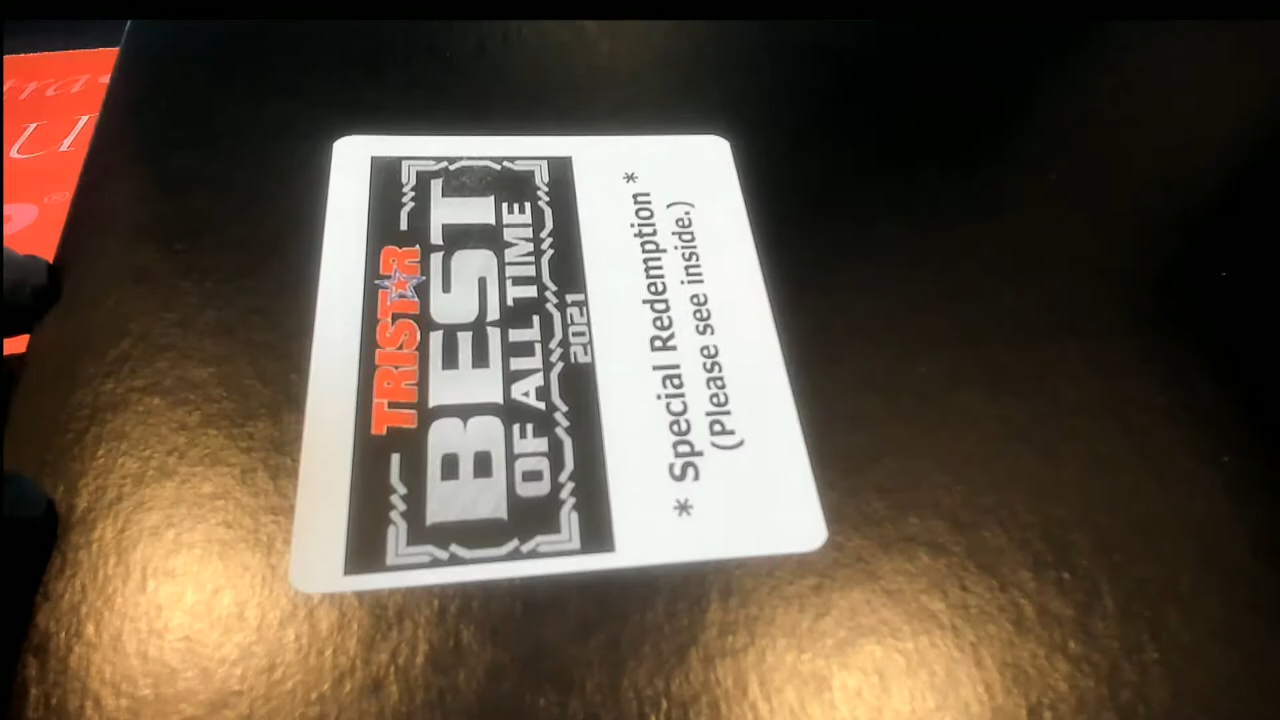 TRISTAR
BEST
OF ALL TIME
2021
* Special Redemption *
(Please see inside.)
U
®